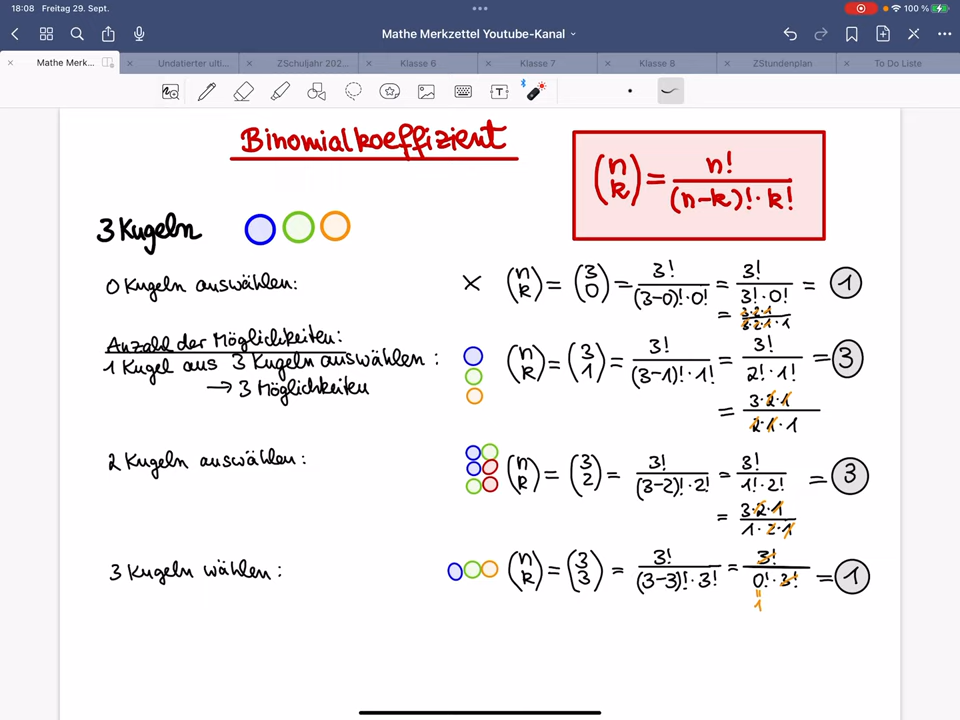 18:08 Freitag 29. Sept.
100 %
Mathe Merkzettel Youtube-Kanal
Mathe Merk...
Undatierter ulti...
ZSchuljahr 202...
Klasse 6
Klasse 7
Klasse 8
ZStundenplan
To Do Liste
Binomialkoeffizient
(n k) = n! / (n-k)! · k!
3 Kugeln
0 Kugeln auswählen:
× (n k) = (3 0) = 3! / (3-0)! · 0! = 3! / 3! · 0! = 1
= 3·2·1 / 3·2·1 · 1
Anzahl der Möglichkeiten:
1 Kugel aus 3 Kugeln auswählen:
→ 3 Möglichkeiten
(n k) = (3 1) = 3! / (3-1)! · 1! = 3! / 2! · 1! = 3
= 3·2·1 / 2·1·1
2 Kugeln auswählen:
(n k) = (3 2) = 3! / (3-2)! · 2! = 3! / 1! · 2! = 3
= 3·2·1 / 1·2·1
3 Kugeln wählen:
(n k) = (3 3) = 3! / (3-3)! · 3! = 3! / 0! · 3! = 1
"
1